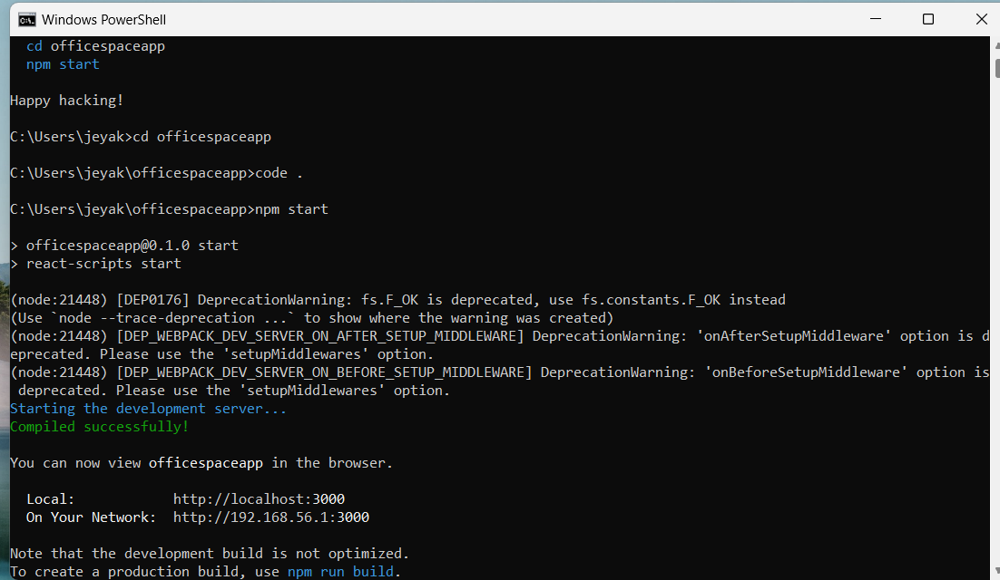 Windows PowerShell
cd officespaceapp
npm start
Happy hacking!
C:\Users\jeyak>cd officespaceapp
C:\Users\jeyak\officespaceapp>code .
C:\Users\jeyak\officespaceapp>npm start
> officespaceapp@0.1.0 start
> react-scripts start
(node:21448) [DEP0176] DeprecationWarning: fs.F_OK is deprecated, use fs.constants.F_OK instead
(Use `node --trace-deprecation ...` to show where the warning was created)
(node:21448) [DEP_WEBPACK_DEV_SERVER_ON_AFTER_SETUP_MIDDLEWARE] DeprecationWarning: 'onAfterSetupMiddleware' option is d
eprecated. Please use the 'setupMiddlewares' option.
(node:21448) [DEP_WEBPACK_DEV_SERVER_ON_BEFORE_SETUP_MIDDLEWARE] DeprecationWarning: 'onBeforeSetupMiddleware' option is
deprecated. Please use the 'setupMiddlewares' option.
Starting the development server...
Compiled successfully!
You can now view officespaceapp in the browser.
Local: http://localhost:3000
On Your Network: http://192.168.56.1:3000
Note that the development build is not optimized.
To create a production build, use npm run build.